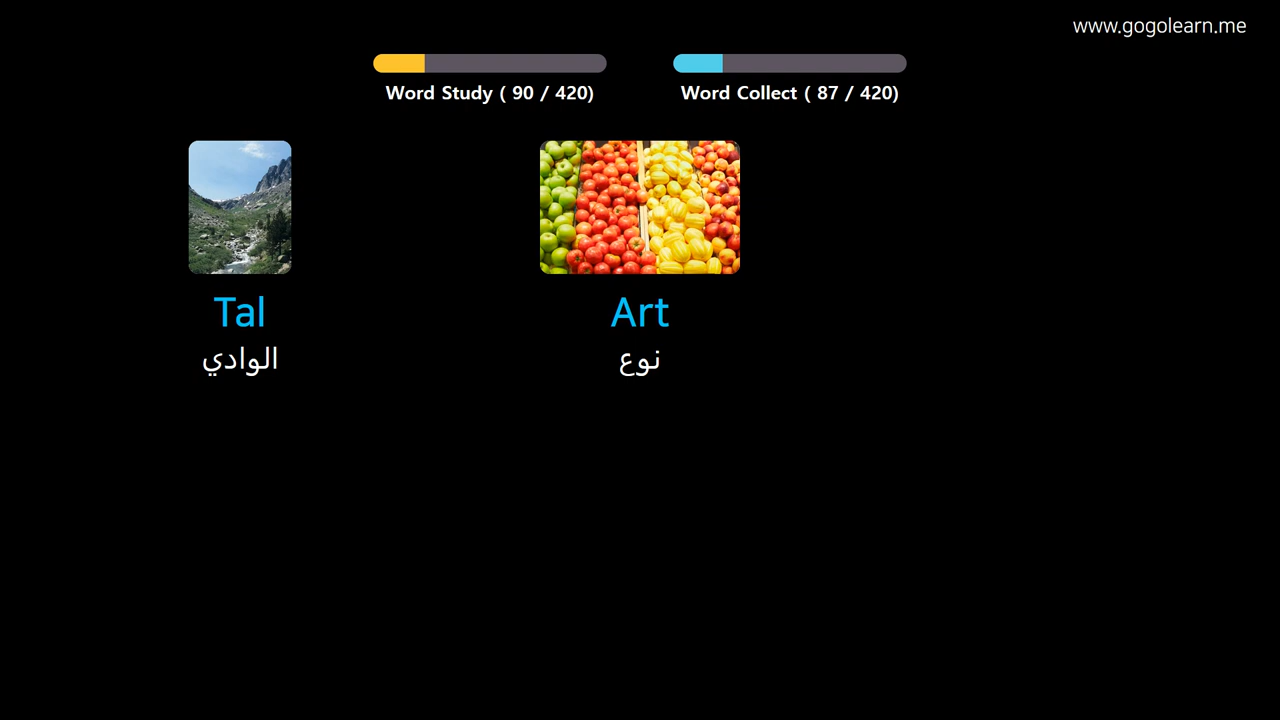 www.gogolearn.me
Word Study ( 90 / 420)
Word Collect ( 87 / 420)
Tal
الوادي
Art
نوع